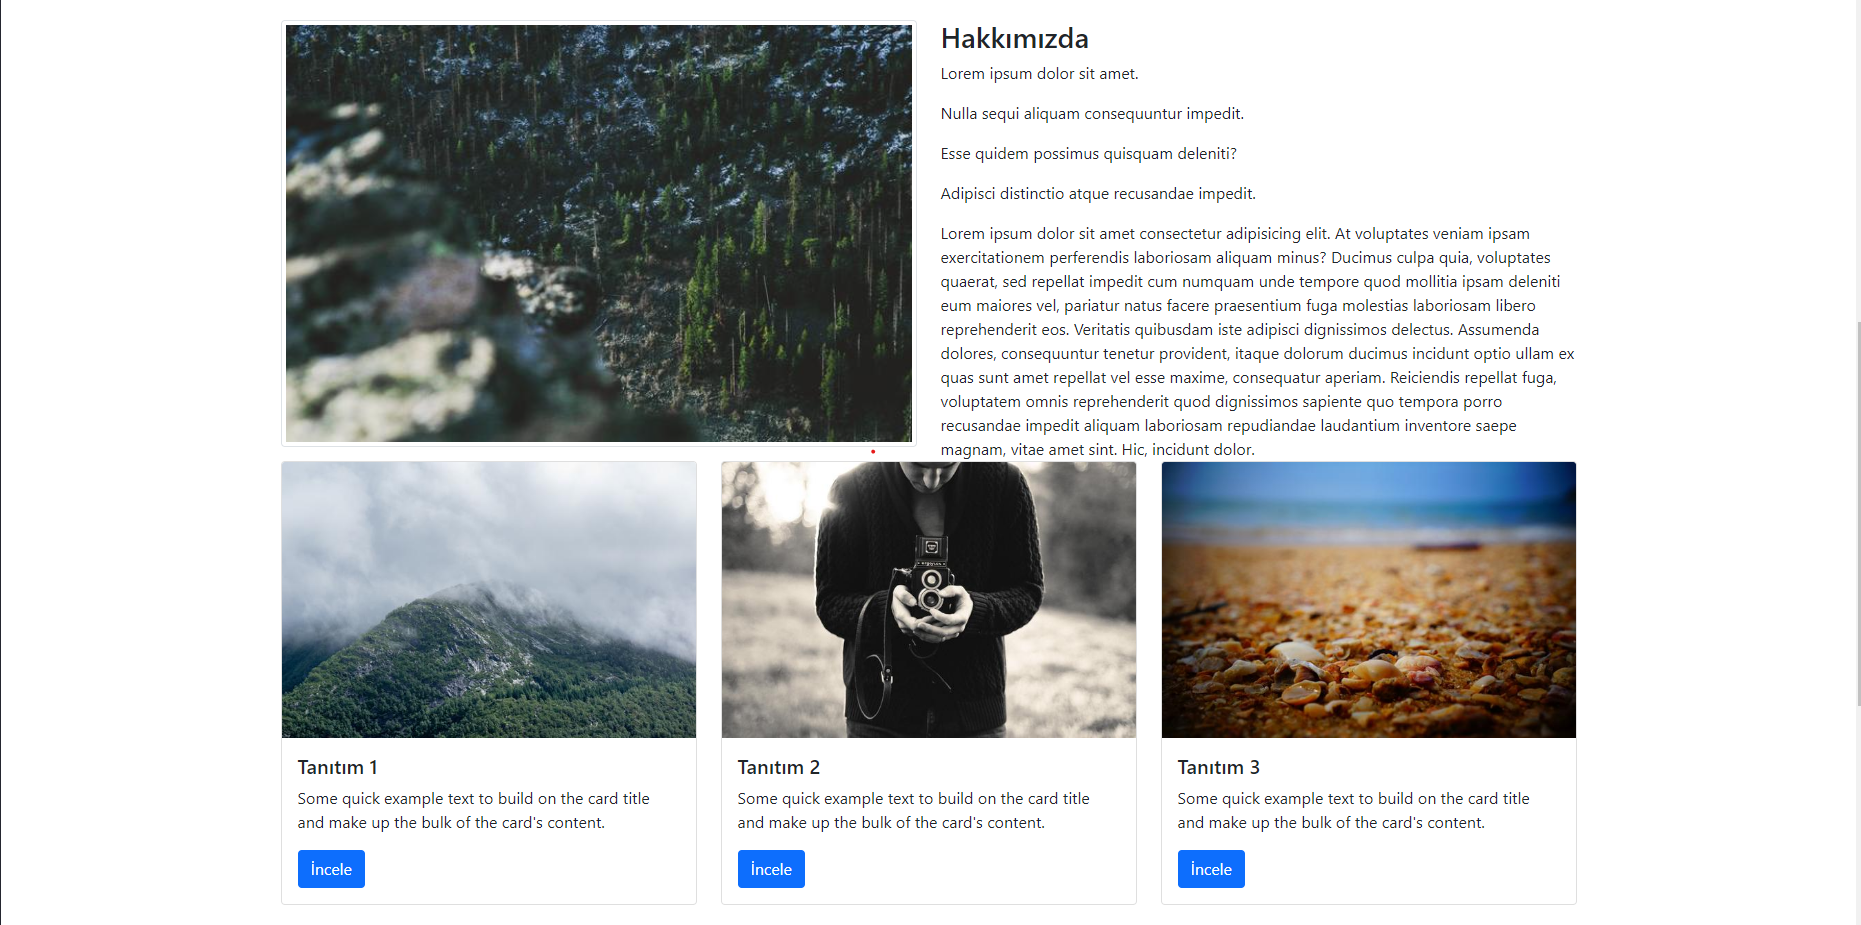 Hakkımızda
Lorem ipsum dolor sit amet.
Nulla sequi aliquam consequuntur impedit.
Esse quidem possimus quisquam deleniti?
Adipisci distinctio atque recusandae impedit.
Lorem ipsum dolor sit amet consectetur adipisicing elit. At voluptates veniam ipsam
exercitationem perferendis laboriosam aliquam minus? Ducimus culpa quia, voluptates
quaerat, sed repellat impedit cum numquam unde tempore quod mollitia ipsam deleniti
eum maiores vel, pariatur natus facere praesentium fuga molestias laboriosam libero
reprehenderit eos. Veritatis quibusdam iste adipisci dignissimos delectus. Assumenda
dolores, consequuntur tenetur provident, itaque dolorum ducimus incidunt optio ullam ex
quas sunt amet repellat vel esse maxime, consequatur aperiam. Reiciendis repellat fuga,
voluptatem omnis reprehenderit quod dignissimos sapiente quo tempora porro
recusandae impedit aliquam laboriosam repudiandae laudantium inventore saepe
magnam, vitae amet sint. Hic, incidunt dolor.
Tanıtım 1
Some quick example text to build on the card title
and make up the bulk of the card's content.
İncele
Tanıtım 2
Some quick example text to build on the card title
and make up the bulk of the card's content.
İncele
Tanıtım 3
Some quick example text to build on the card title
and make up the bulk of the card's content.
İncele